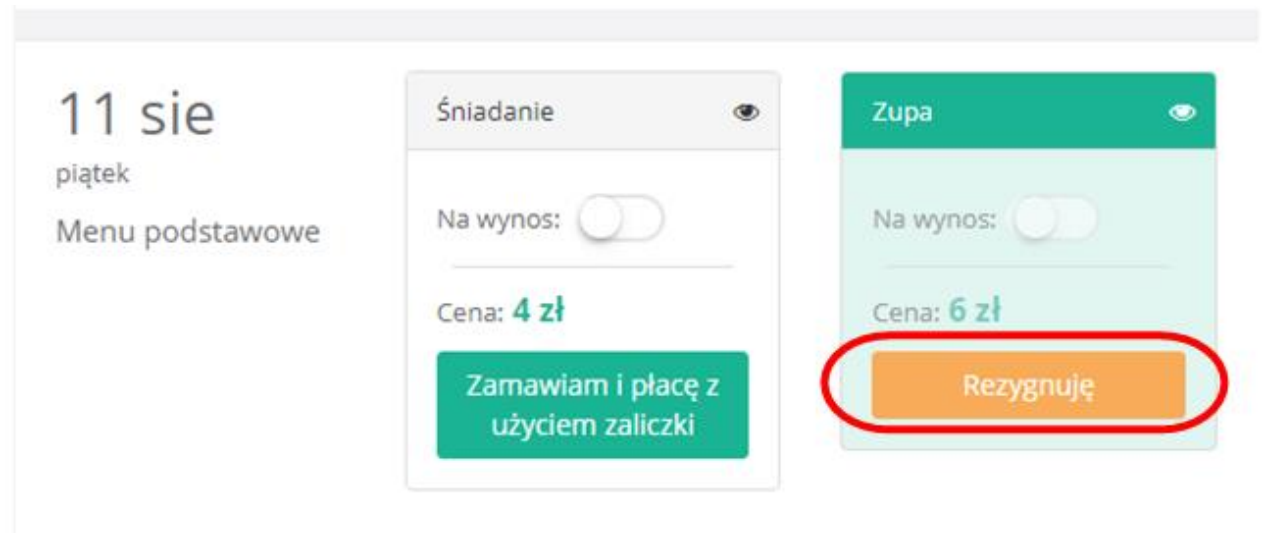 11 sie
piątek
Menu podstawowe
Śniadanie
Na wynos:
Cena: 4 zł
Zamawiam i płacę z
użyciem zaliczki
Zupa
Na wynos:
Cena: 6 zł
Rezygnuję